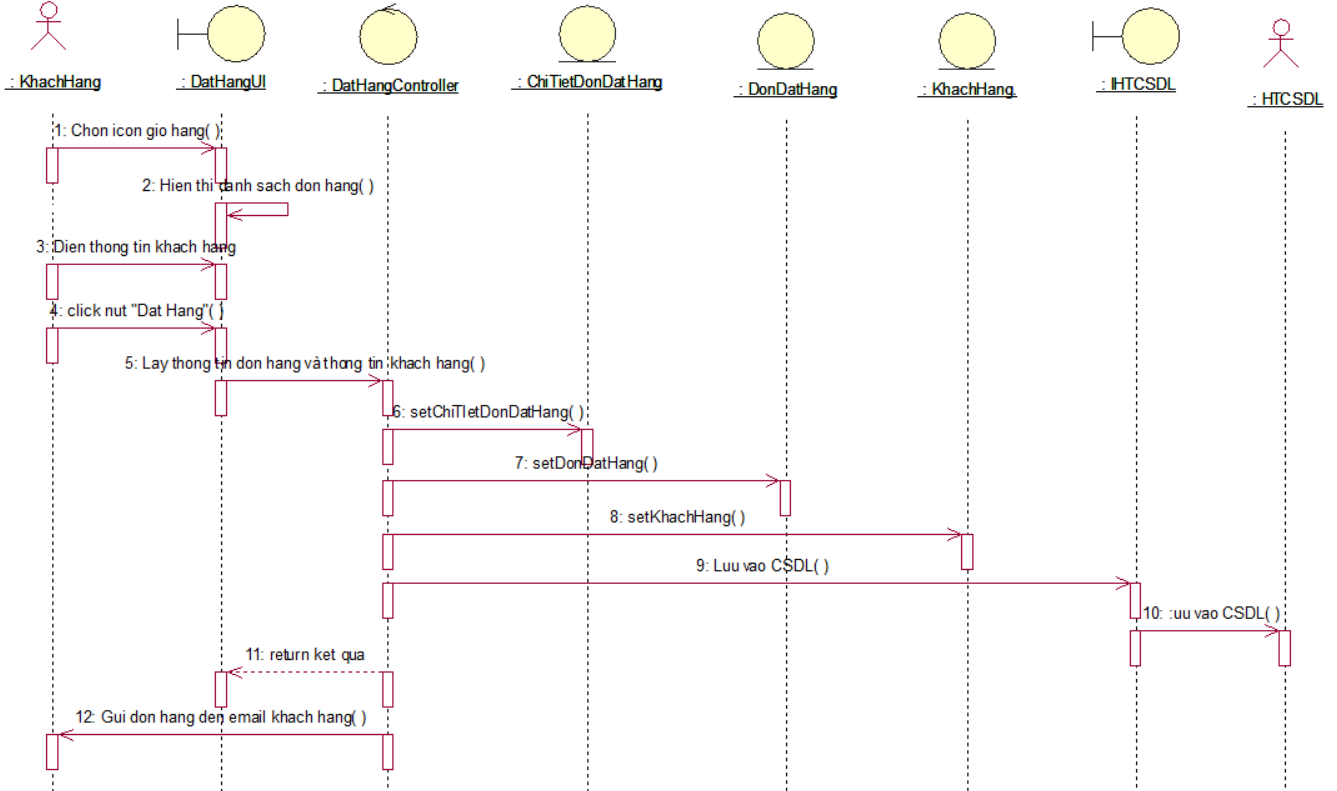 : KhachHang
: DatHangUI
: DatHangController
: ChiTietDonDatHang
: DonDatHang
: KhachHang.
: IHTCSDL
: HTCSDL
1: Chon icon gio hang( )
2: Hien thi danh sach don hang( )
3: Dien thong tin khach hang
4: click nut "Dat Hang"( )
5: Lay thong tin don hang và thong tin khach hang( )
6: setChiTIetDonDatHang( )
7: setDonDatHang( )
8: setKhachHang( )
9: Luu vao CSDL( )
10: :uu vao CSDL( )
11: return ket qua
12: Gui don hang den email khach hang( )